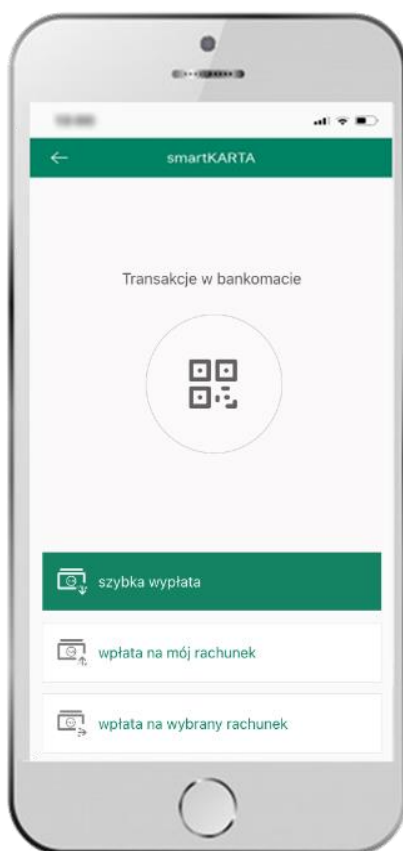 smartKARTA
Transakcje w bankomacie
szybka wypłata
wpłata na mój rachunek
wpłata na wybrany rachunek